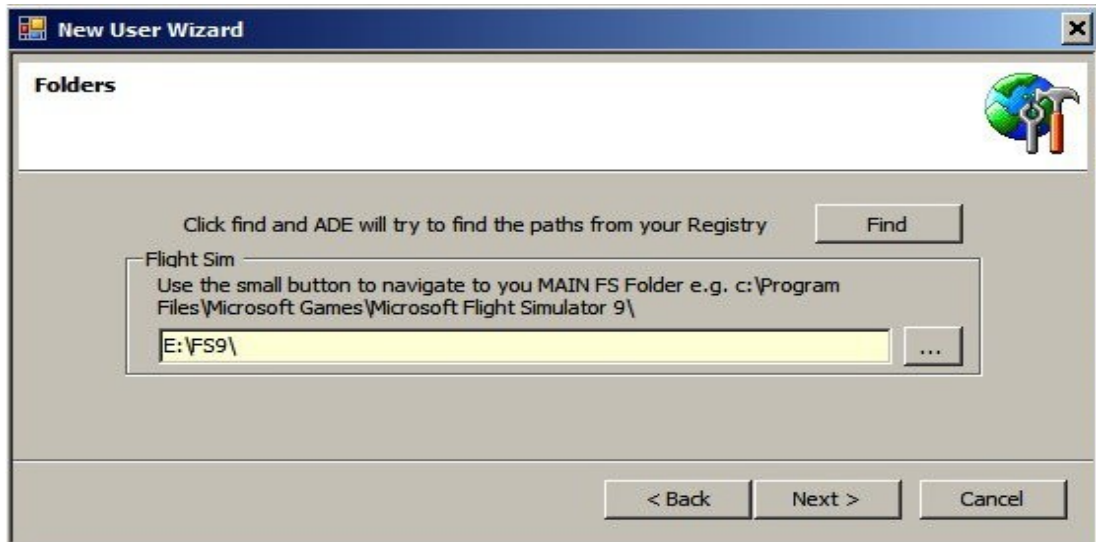 New User Wizard
Folders
Click find and ADE will try to find the paths from your Registry
Find
Flight Sim
Use the small button to navigate to you MAIN FS Folder e.g. c:\Program
Files\Microsoft Games\Microsoft Flight Simulator 9\
E:\FS9\
...
< Back
Next >
Cancel